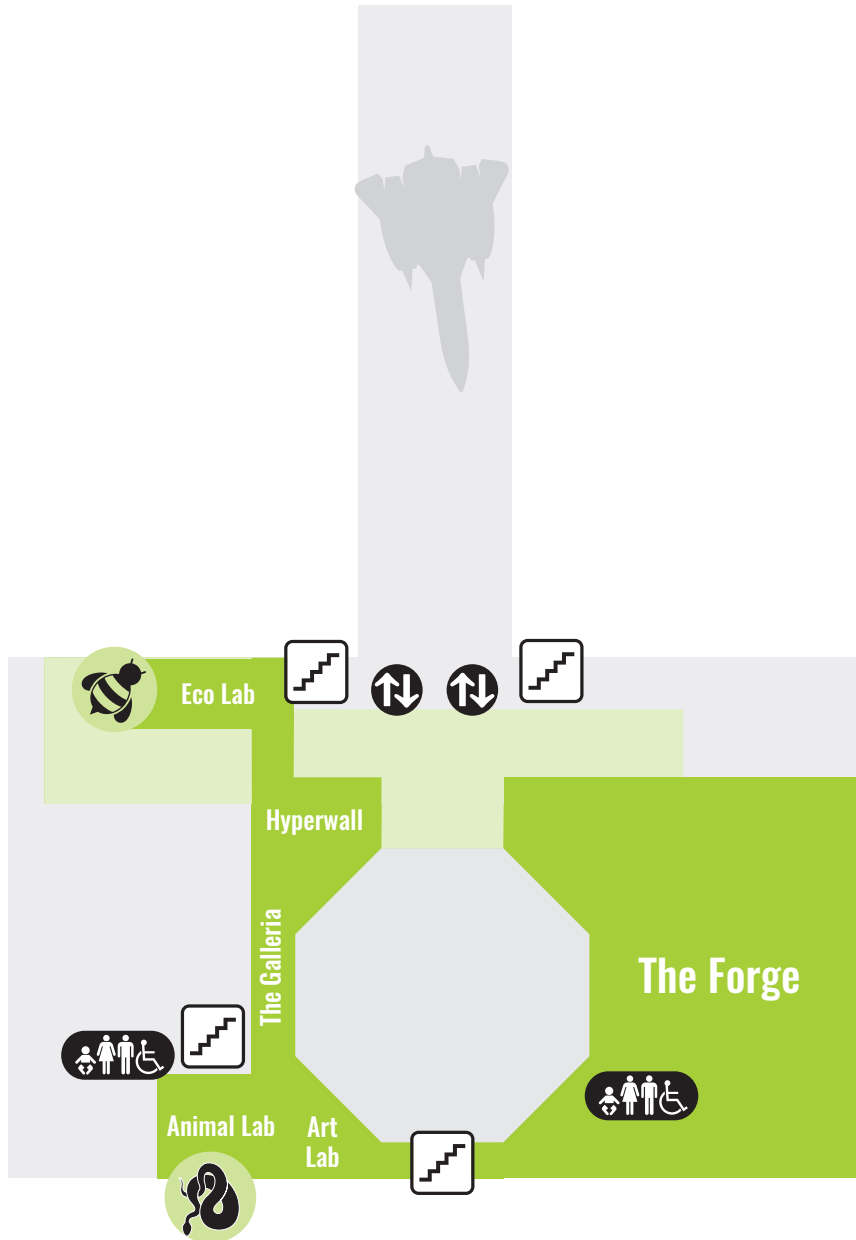 Eco Lab
Hyperwall
The Galleria
The Forge
Animal Lab
Art
Lab